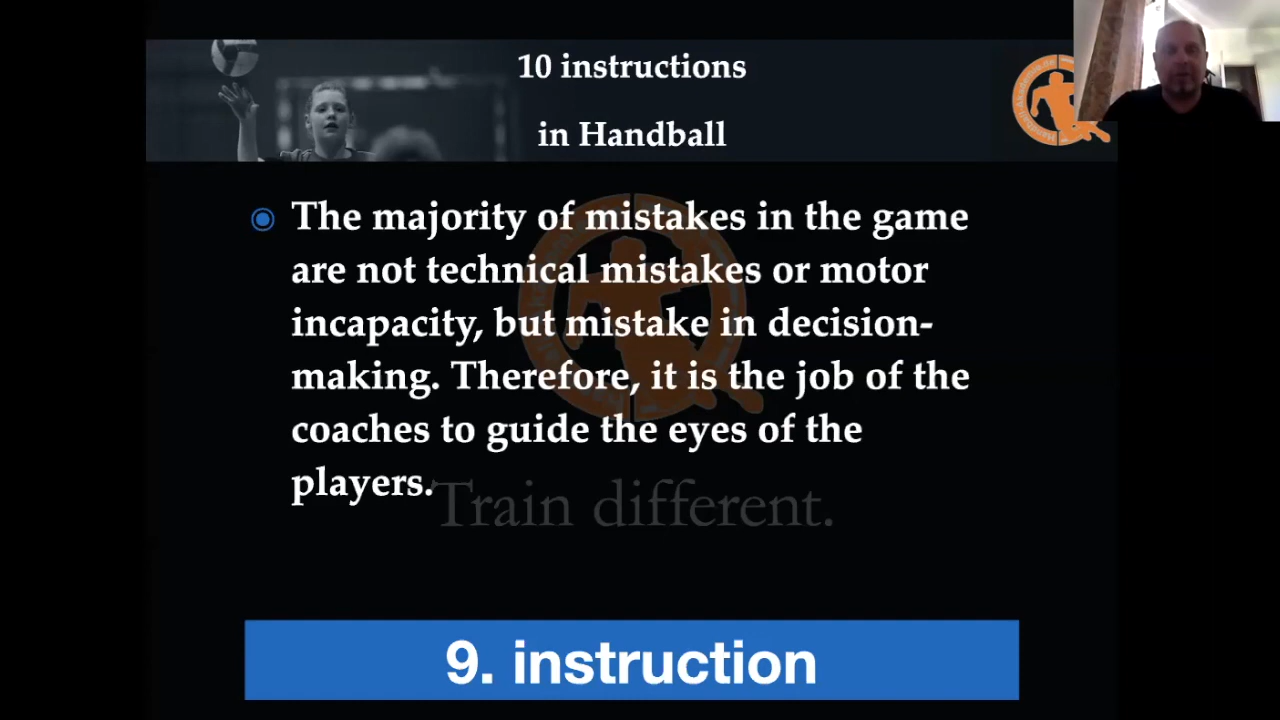 10 instructions
in Handball
The majority of mistakes in the game
are not technical mistakes or motor
incapacity, but mistake in decision-
making. Therefore, it is the job of the
coaches to guide the eyes of the
players.
Train different.
9. instruction